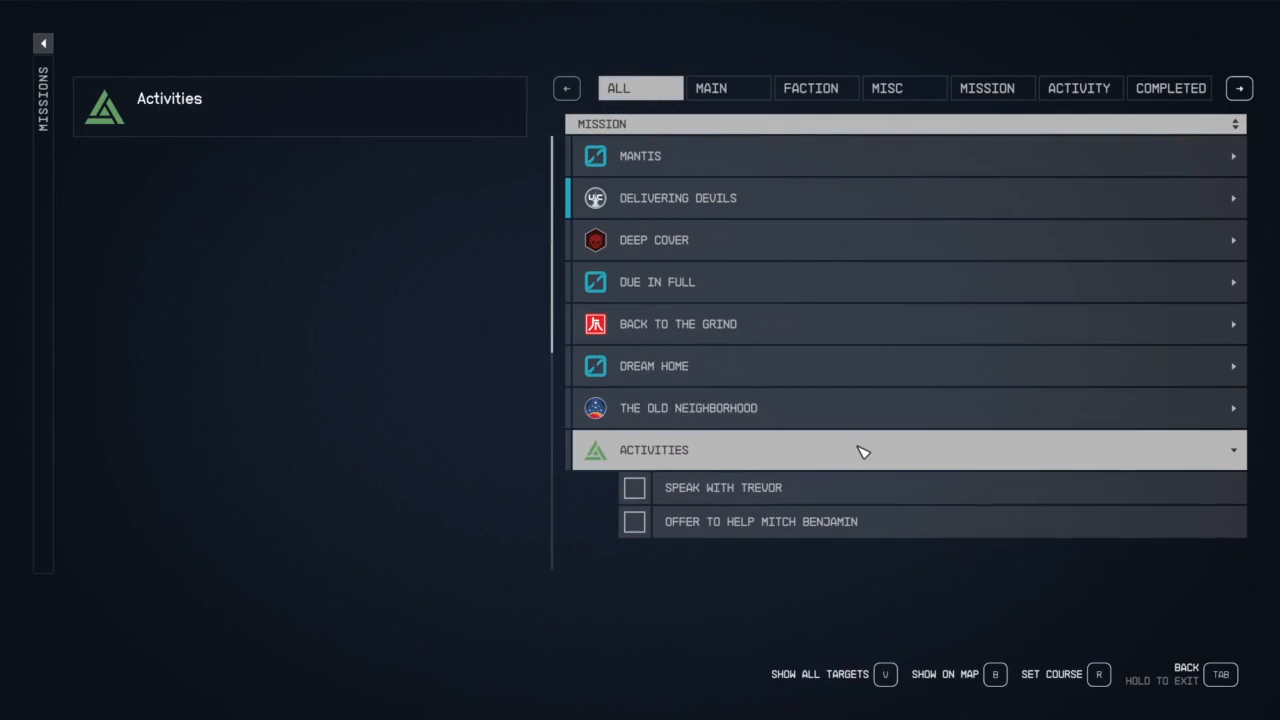 MISSIONS
Activities
ALL
MAIN
FACTION
MISC
MISSION
ACTIVITY
COMPLETED
MISSION
MANTIS
DELIVERING DEVILS
DEEP COVER
DUE IN FULL
BACK TO THE GRIND
DREAM HOME
THE OLD NEIGHBORHOOD
ACTIVITIES
SPEAK WITH TREVOR
OFFER TO HELP MITCH BENJAMIN
SHOW ALL TARGETS V
SHOW ON MAP B
SET COURSE R
BACK
HOLD TO EXIT
TAB